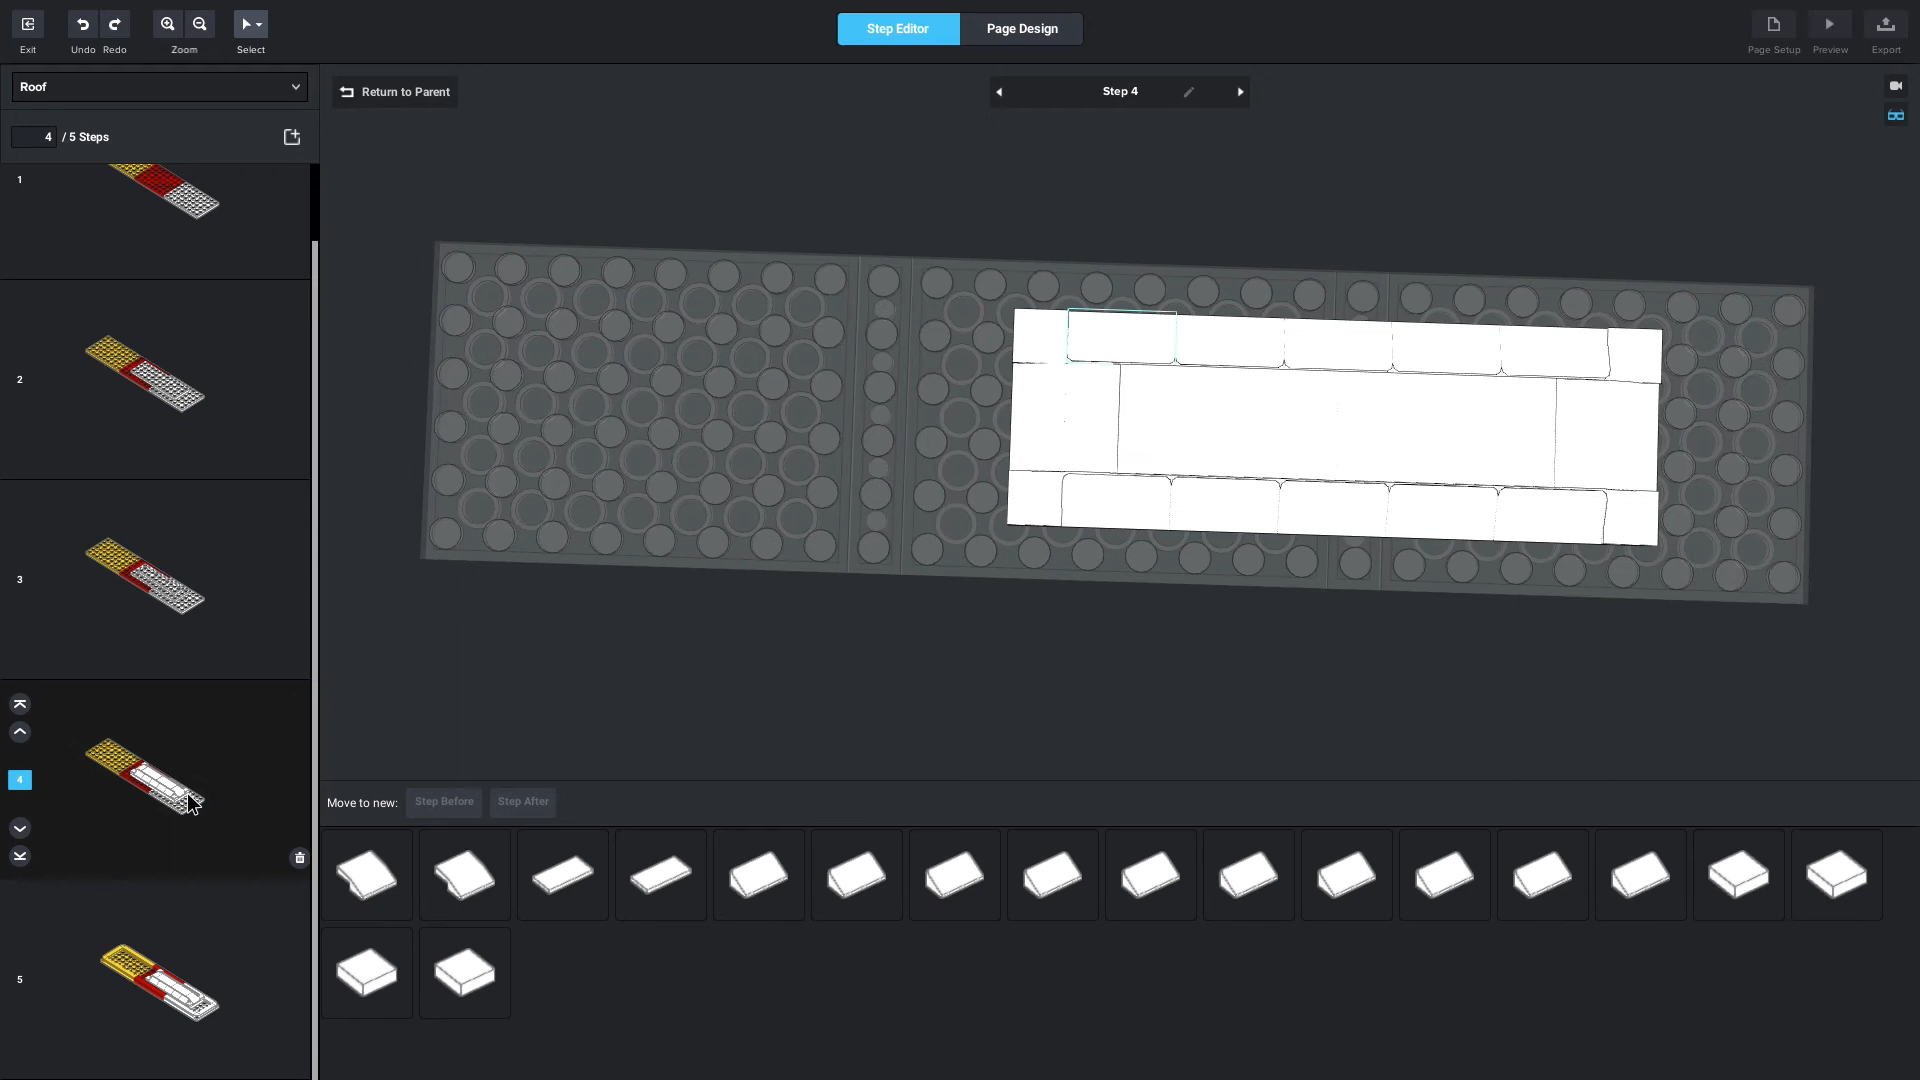 Exit
Undo
Redo
Zoom
Select
Step Editor
Page Design
Page Setup
Preview
Export
Roof
Return to Parent
Step 4
4 / 5 Steps
1
2
3
4
5
Move to new:
Step Before
Step After